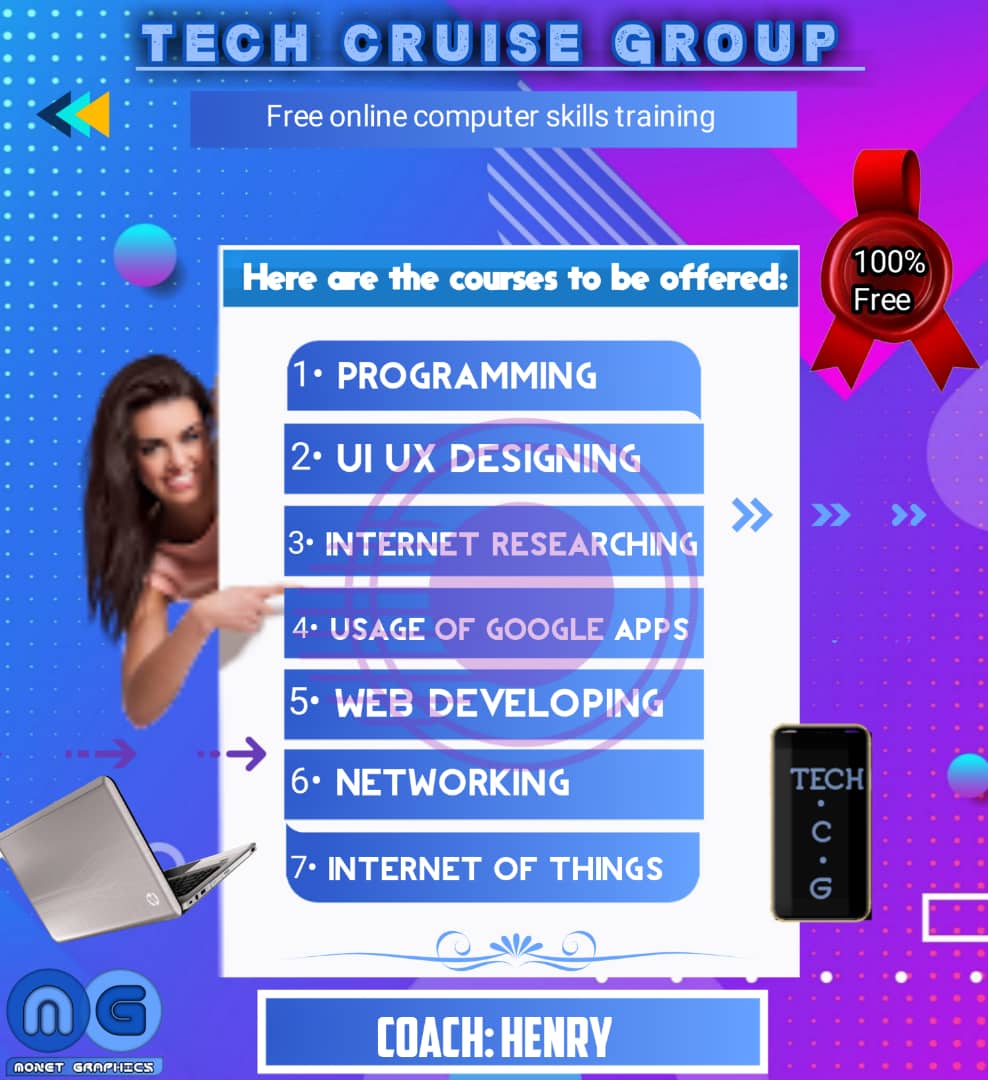 TECH CRUISE GROUP
Free online computer skills training
100%
Free
Here are the courses to be offered:
1• PROGRAMMING
2• UI UX DESIGNING
3• INTERNET RESEARCHING
4• USAGE OF GOOGLE APPS
5• WEB DEVELOPING
6• NETWORKING
7• INTERNET OF THINGS
TECH
•
C
•
G
hp
MG
MONET GRAPHICS
COACH: HENRY